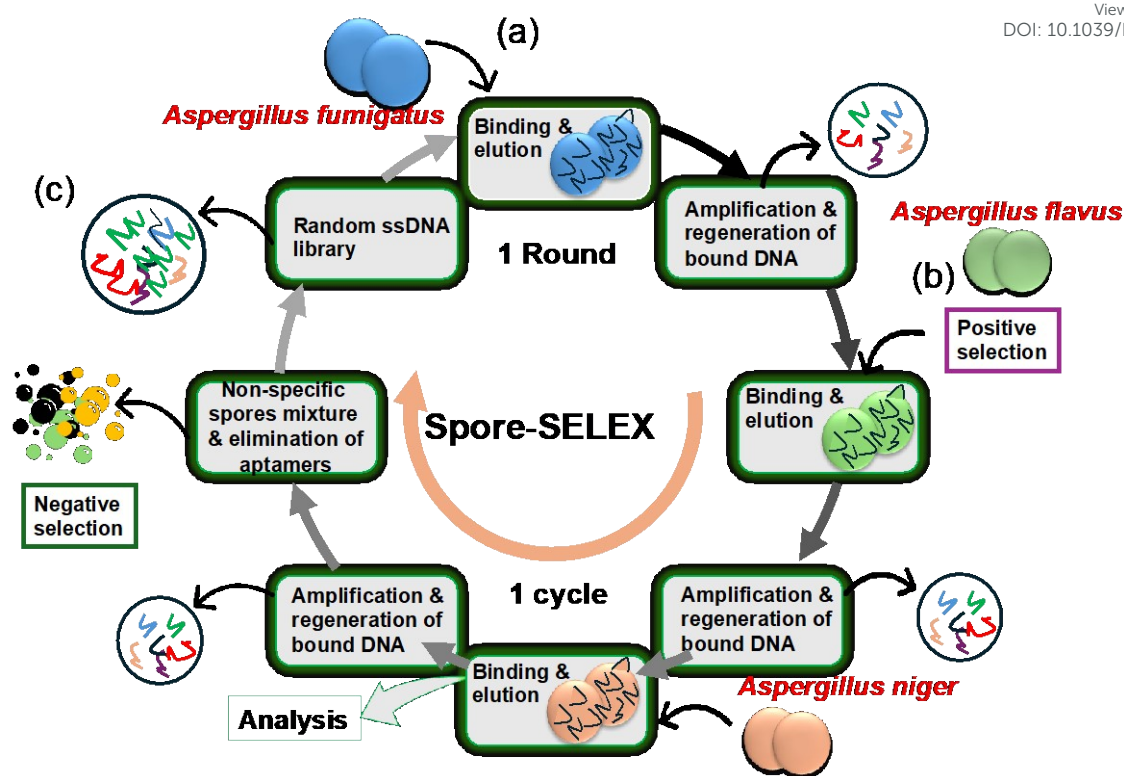 View
DOI: 10.1039/
(a)
Aspergillus fumigatus
Binding &
elution
(c)
Random ssDNA
library
1 Round
Amplification &
regeneration of
bound DNA
Aspergillus flavus
(b)
Positive
selection
Non-specific
spores mixture
& elimination of
aptamers
Spore-SELEX
Binding &
elution
Negative
selection
Amplification &
regeneration of
bound DNA
1 cycle
Amplification &
regeneration of
bound DNA
Binding &
elution
Aspergillus niger
Analysis